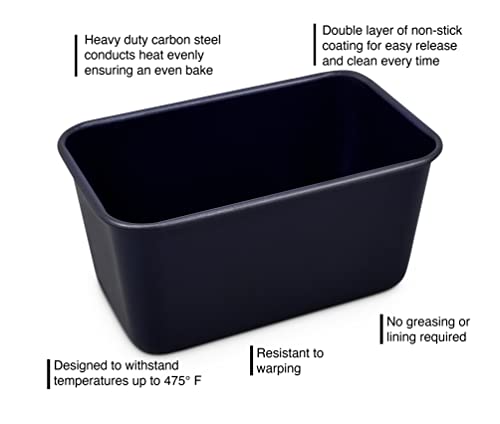 Heavy duty carbon steel
conducts heat evenly
ensuring an even bake
Double layer of non-stick
coating for easy release
and clean every time
No greasing or
lining required
Resistant to
warping
Designed to withstand
temperatures up to 475° F